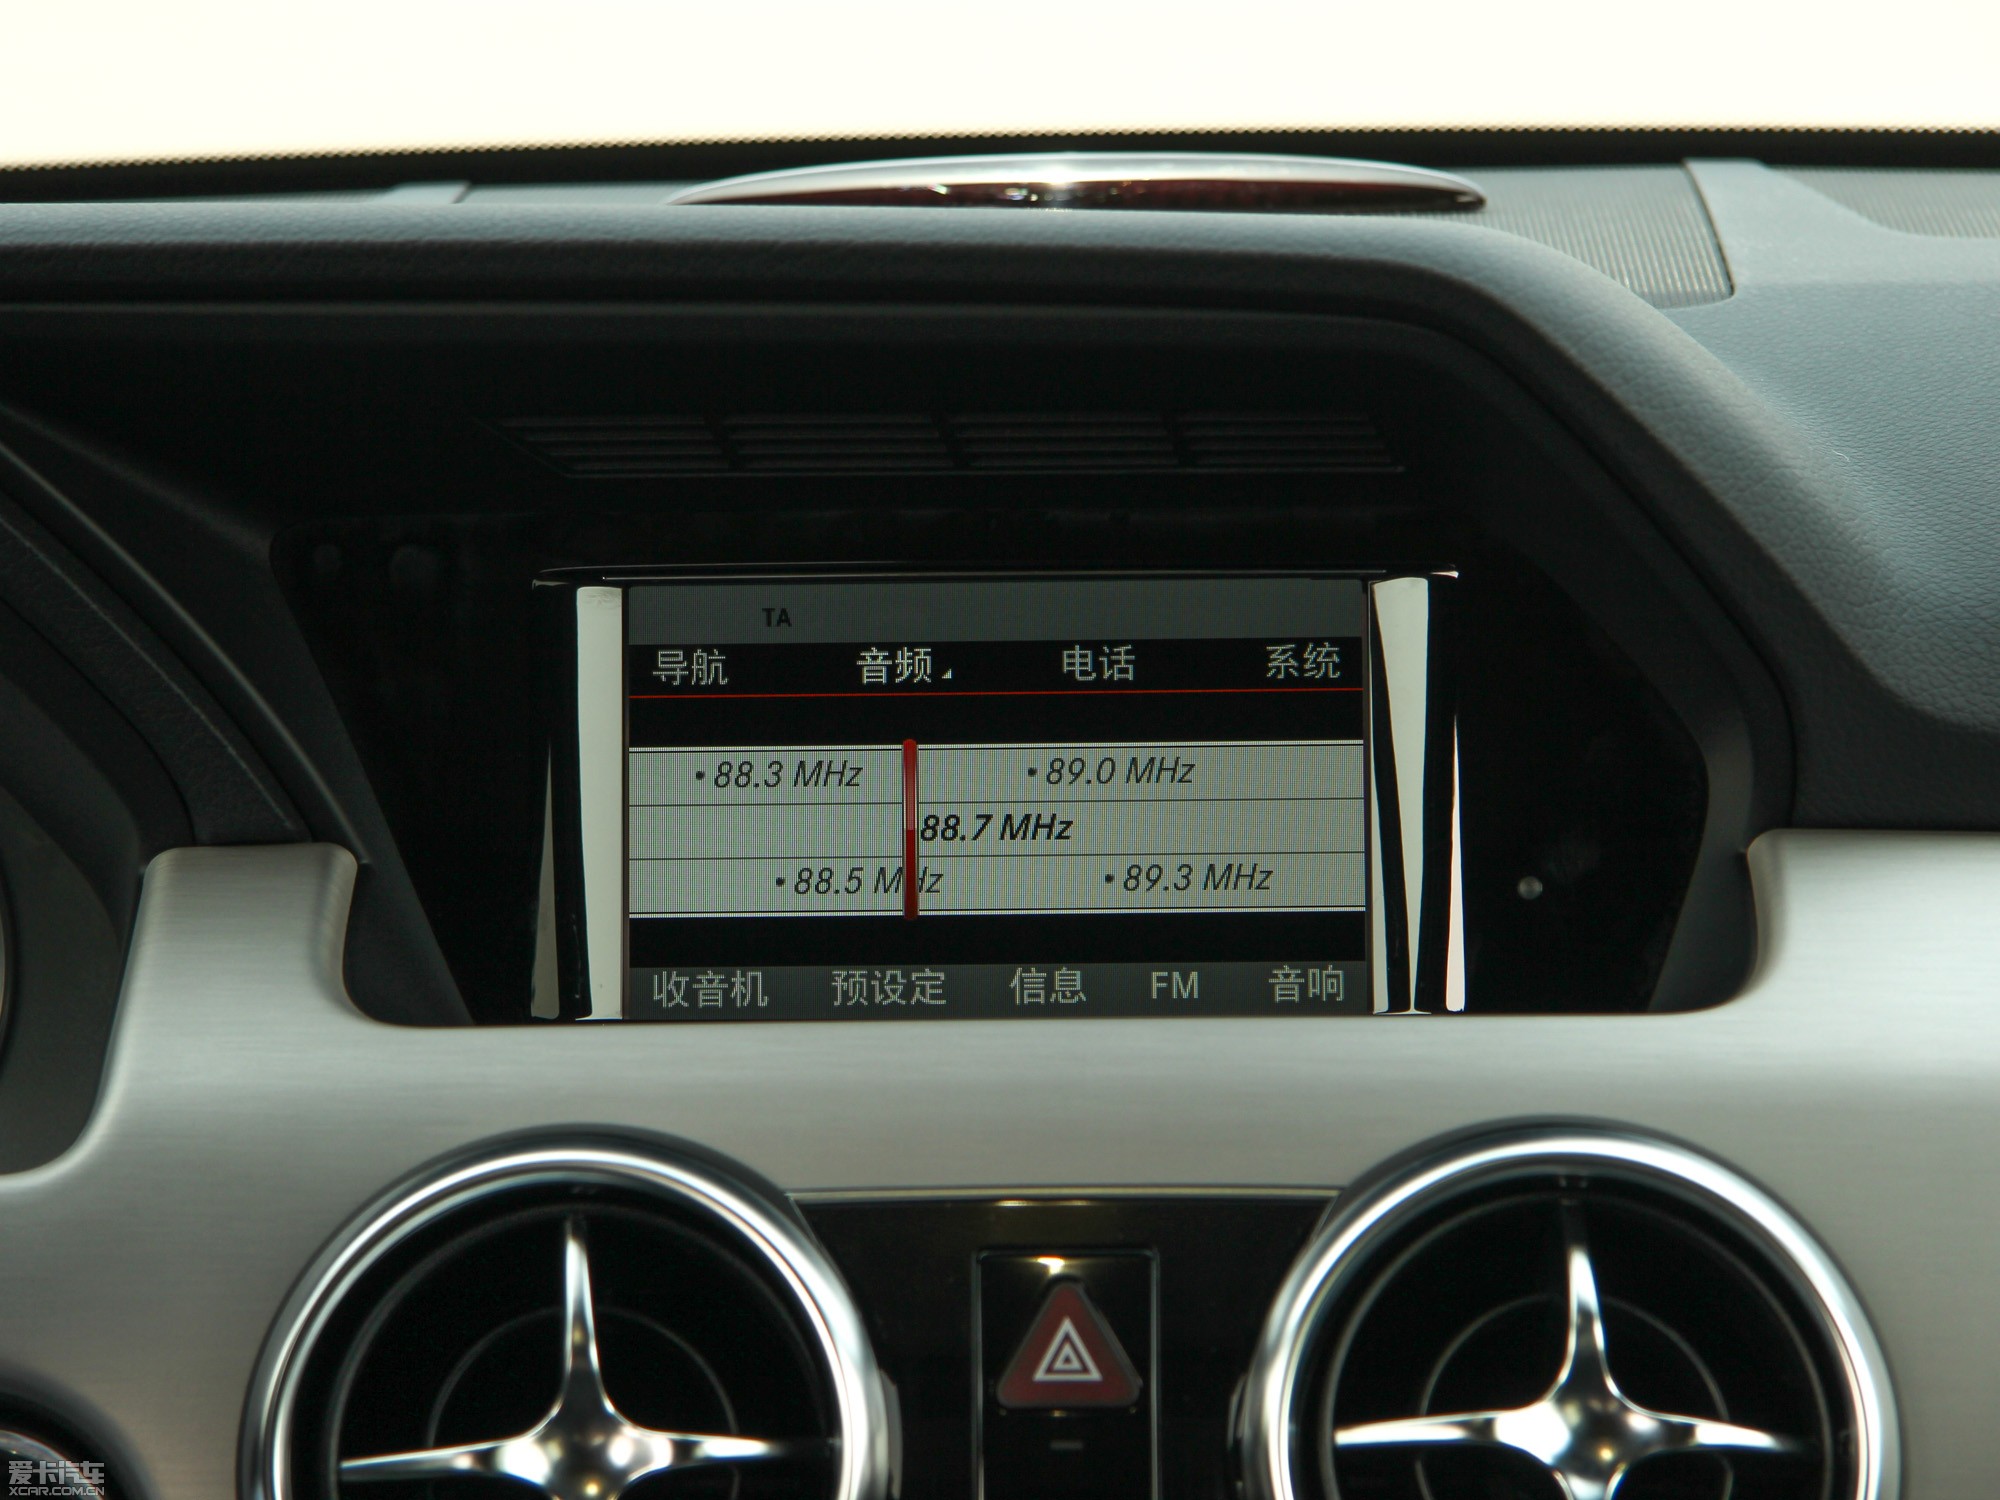 TA
导航 音频 电话 系统
•88.3 MHz •89.0 MHz
88.7 MHz
•88.5 MHz •89.3 MHz
收音机 预设定 信息 FM 音响
爱卡汽车
XCAR.COM.CN